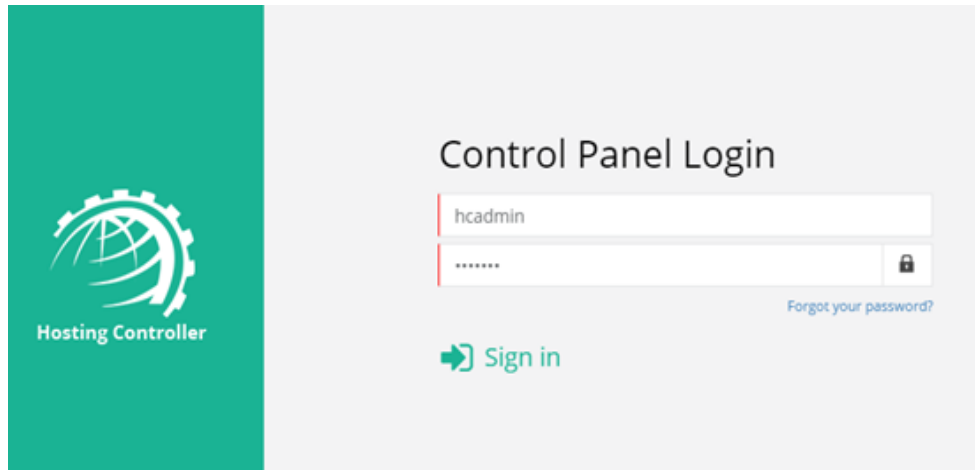 Hosting Controller
Control Panel Login
hcadmin
•••••••
Forgot your password?
Sign in